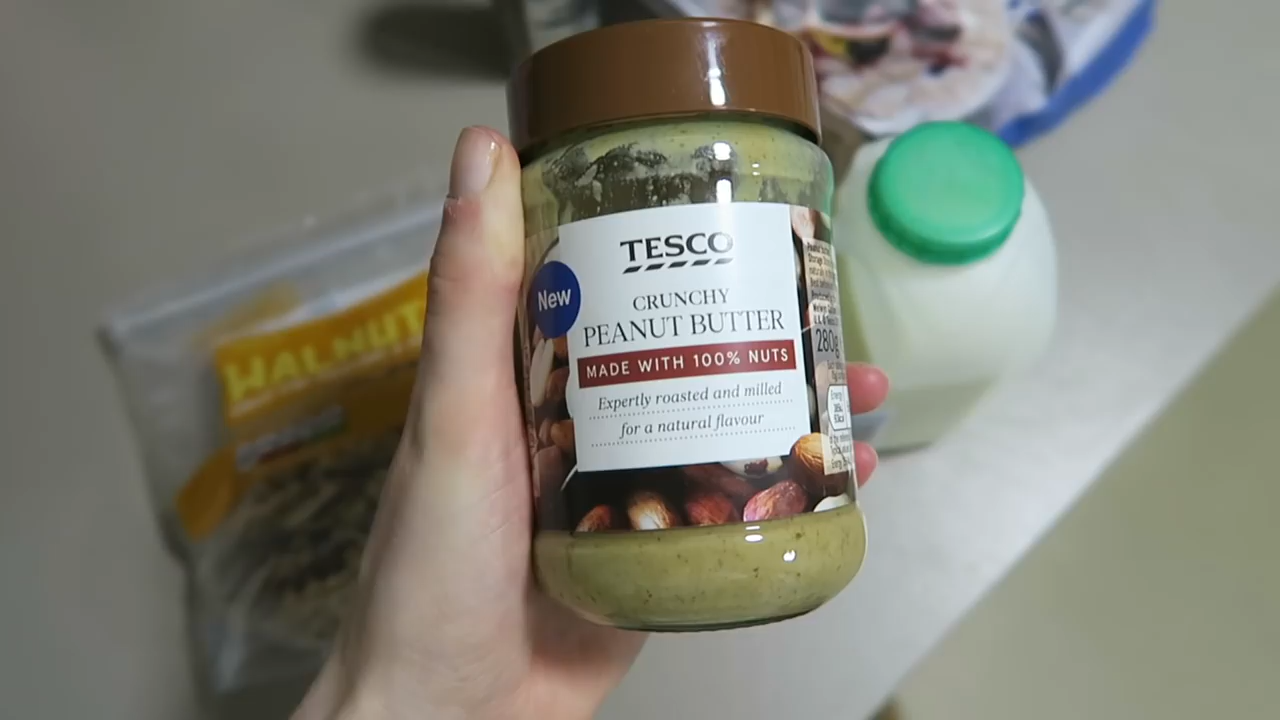 TESCO
New
CRUNCHY
PEANUT BUTTER
MADE WITH 100% NUTS
Expertly roasted and milled
for a natural flavour
280g
WALNUT